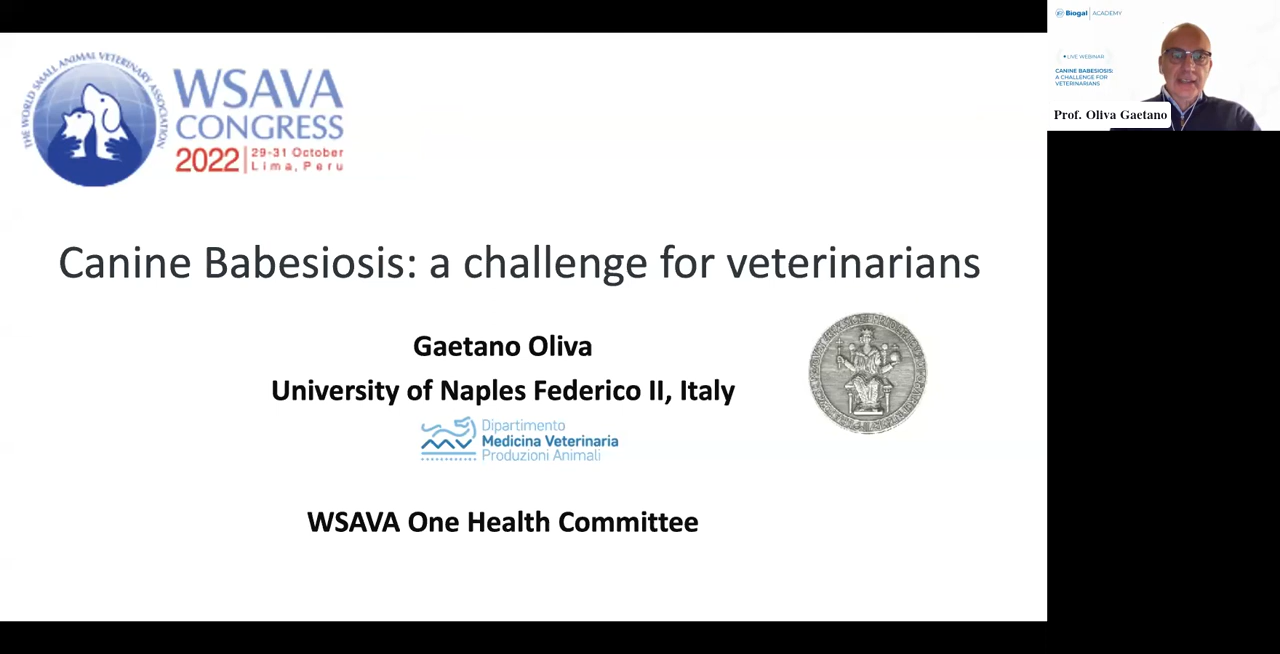 THE WORLD SMALL ANIMAL VETERINARY ASSOCIATION
WSAVA
CONGRESS
2022 | 29-31 October
Lima, Peru
Canine Babesiosis: a challenge for veterinarians
Gaetano Oliva
University of Naples Federico II, Italy
Dipartimento
Medicina Veterinaria
Produzioni Animali
WSAVA One Health Committee
Biogal | ACADEMY
• LIVE WEBINAR
CANINE BABESIOSIS:
A CHALLENGE FOR
VETERINARIANS
Prof. Oliva Gaetano